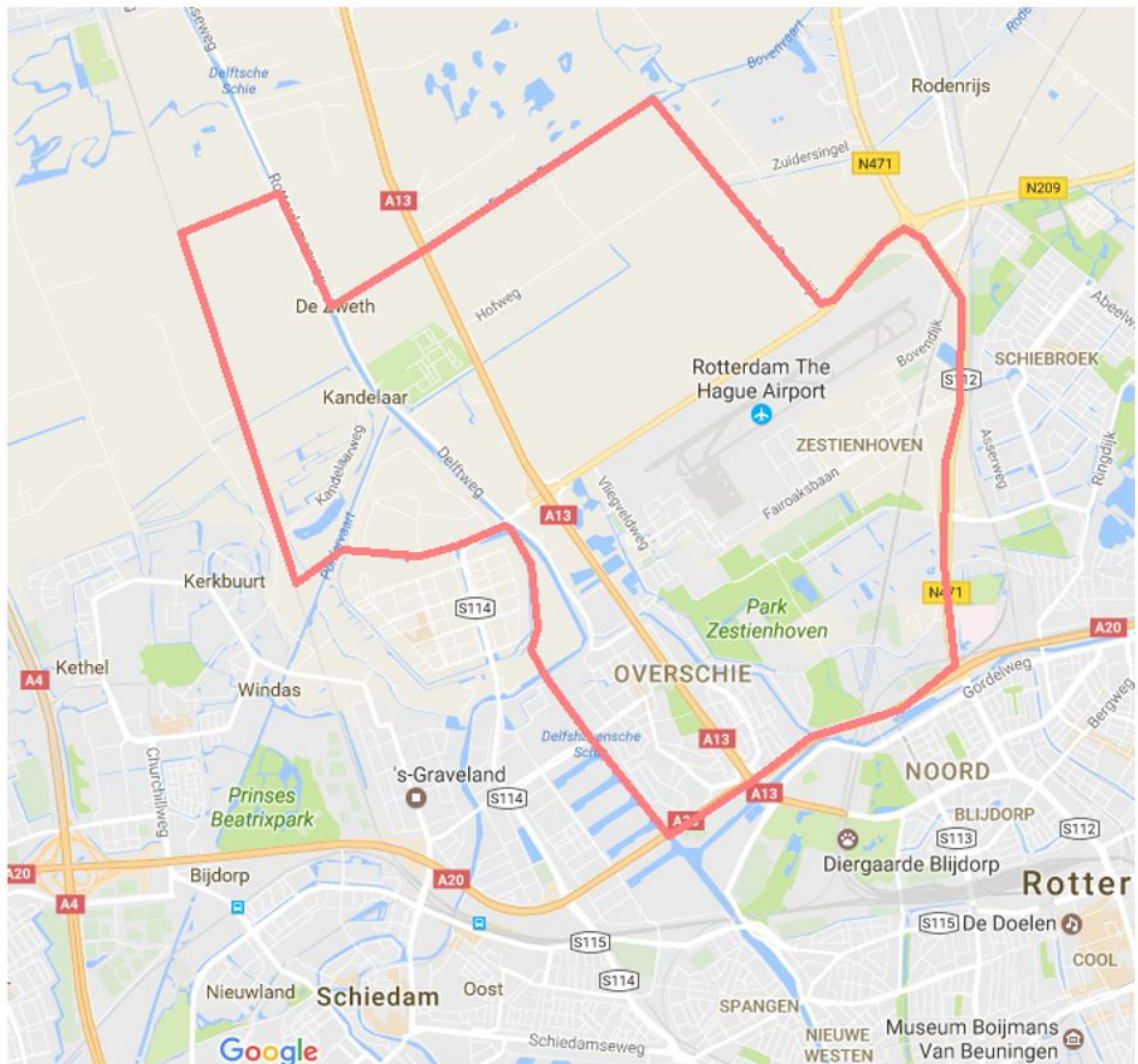 Delftsche
Schie
A13
Bovenvaart
Rodenrijs
Zuidersingel
N471
N209
A13
De Zweth
Hofweg
Abeelw
Bovendijk
SCHIEBROEK
Rotterdam The
Hague Airport
S112
Kandelaar
ZESTIENHOVEN
Asserweg
Ringdijk
Kandelaarweg
Delftweg
Fairoaksbaan
Vliegveldweg
A13
Poldervaart
Kerkbuurt
S114
N471
Park
Zestienhoven
A20
Kethel
OVERSCHIE
Gordelweg
A4
Windas
Bergweg
Delfshavensche
Schie
A13
Churchillweg
's-Graveland
NOORD
S114
A13
Prinses
Beatrixpark
BLIJDORP
A20
S112
S113
Diergaarde Blijdorp
A20
Bijdorp
A20
Rotter
A4
S115
De Doelen
S115
COOL
S114
Nieuwland
Schiedam
Oost
SPANGEN
Museum Boijmans
Van Beuningen
NIEUWE
WESTEN
Schiedamseweg
Google